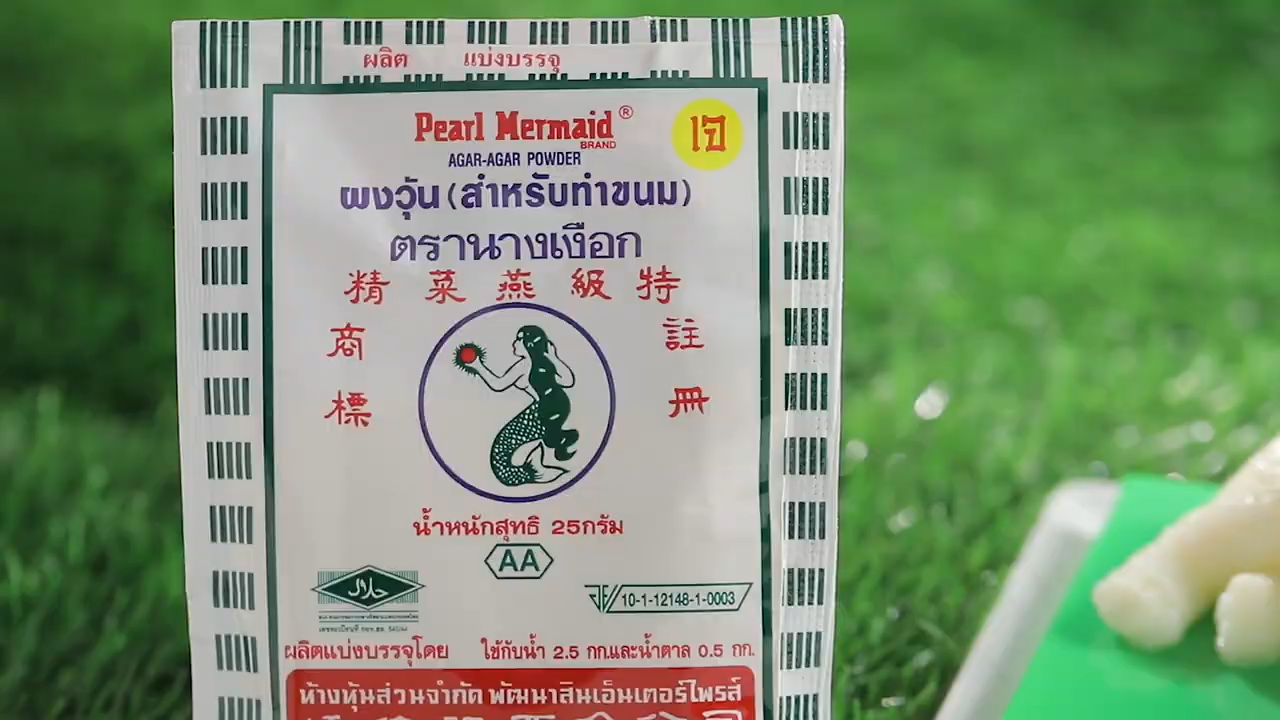 ผลิต แบ่งบรรจุ
Pearl Mermaid®
BRAND
เจ
AGAR-AGAR POWDER
ผงวุ้น (สำหรับทำขนม)
ตรานางเงือก
精菜燕級特
商 註
標 冊
น้ำหนักสุทธิ 25กรัม
AA
حلال
10-1-12148-1-0003
ผลิตแบ่งบรรจุโดย ใช้กับน้ำ 2.5 กก.และน้ำตาล 0.5 กก.
ห้างหุ้นส่วนจำกัด พัฒนาสินเอ็นเตอร์ไพรส์